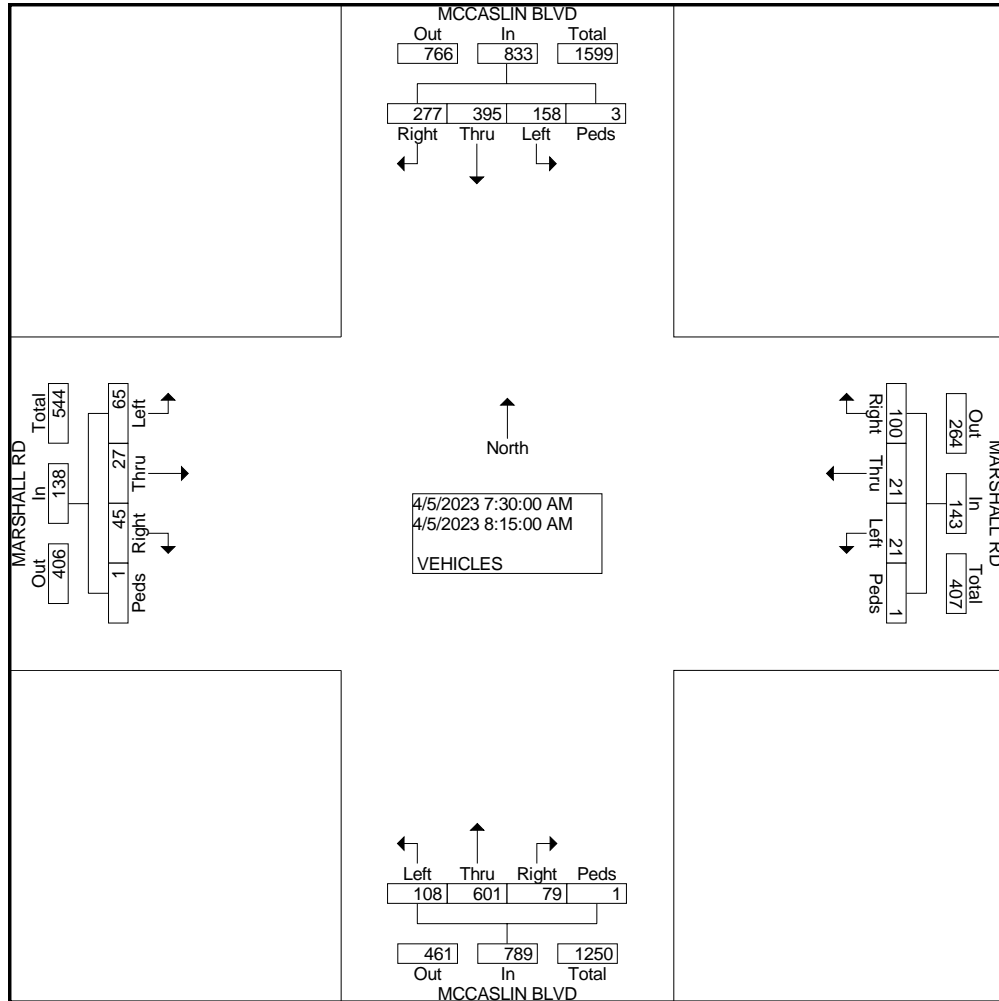 MCCASLIN BLVD
Out In Total
766 833 1599
277 395 158 3
Right Thru Left Peds
MARSHALL RD
Total In Out
544 138 406
65 27 45 1
Left Thru Right Peds
North
4/5/2023 7:30:00 AM
4/5/2023 8:15:00 AM
VEHICLES
MARSHALL RD
Out In Total
264 143 407
100 21 21 1
Right Thru Left Peds
Left Thru Right Peds
108 601 79 1
461 789 1250
Out In Total
MCCASLIN BLVD